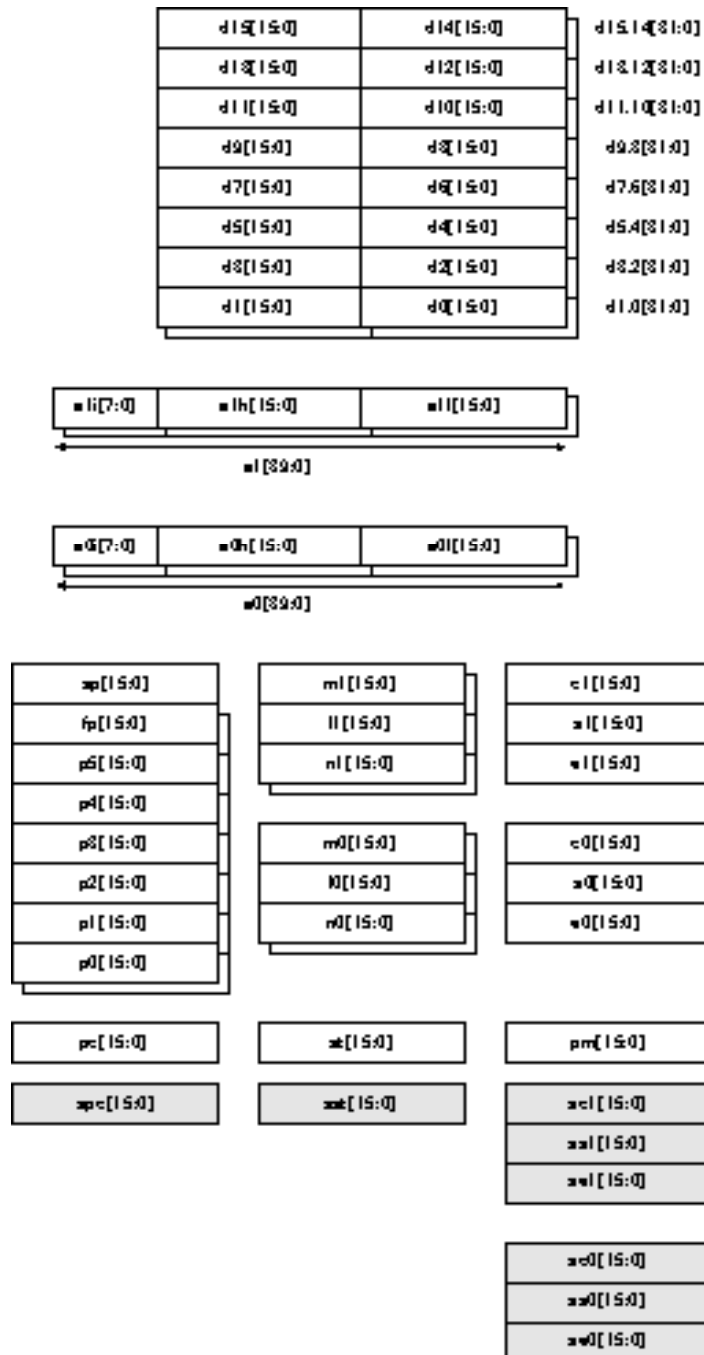 d15[15:0] d14[15:0] d15.14[31:0]
d13[15:0] d12[15:0] d13.12[31:0]
d11[15:0] d10[15:0] d11.10[31:0]
d9[15:0] d8[15:0] d9.8[31:0]
d7[15:0] d6[15:0] d7.6[31:0]
d5[15:0] d4[15:0] d5.4[31:0]
d3[15:0] d2[15:0] d3.2[31:0]
d1[15:0] d0[15:0] d1.0[31:0]
a1i[7:0] a1h[15:0] a1l[15:0]
a1[39:0]
a0i[7:0] a0h[15:0] a0l[15:0]
a0[39:0]
sp[15:0] m1[15:0] c1[15:0]
fp[15:0] l1[15:0] s1[15:0]
p5[15:0] n1[15:0] e1[15:0]
p4[15:0]
p3[15:0] m0[15:0] c0[15:0]
p2[15:0] l0[15:0] s0[15:0]
p1[15:0] n0[15:0] e0[15:0]
p0[15:0]
pc[15:0] st[15:0] pm[15:0]
spc[15:0] sst[15:0] sc1[15:0]
ss1[15:0]
se1[15:0]
sc0[15:0]
ss0[15:0]
se0[15:0]